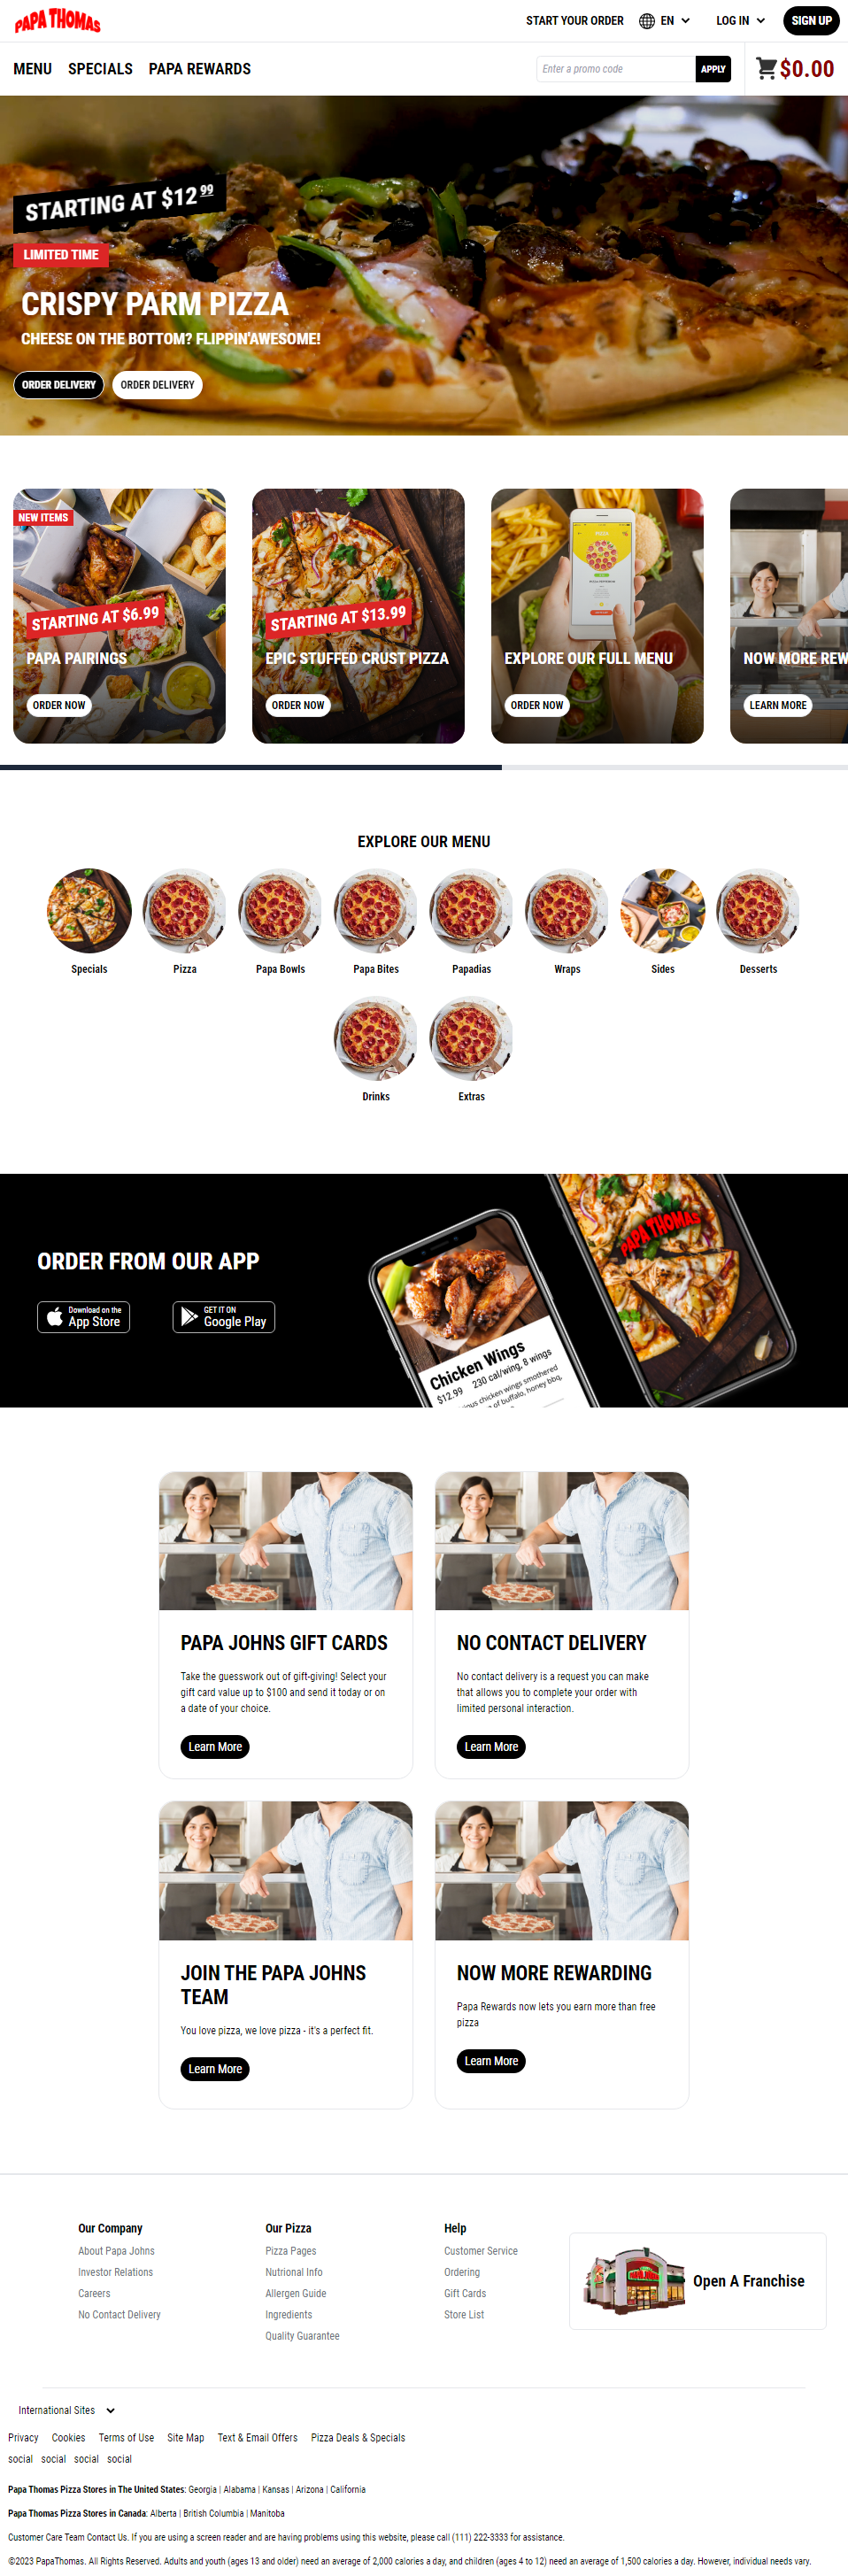 PAPA THOMAS
START YOUR ORDER
EN
LOG IN
SIGN UP
MENU
SPECIALS
PAPA REWARDS
Enter a promo code
APPLY
$0.00
STARTING AT $12 99
LIMITED TIME
CRISPY PARM PIZZA
CHEESE ON THE BOTTOM? FLIPPIN'AWESOME!
ORDER DELIVERY
ORDER DELIVERY
NEW ITEMS
STARTING AT $6.99
PAPA PAIRINGS
ORDER NOW
STARTING AT $13.99
EPIC STUFFED CRUST PIZZA
ORDER NOW
EXPLORE OUR FULL MENU
ORDER NOW
NOW MORE REW
LEARN MORE
EXPLORE OUR MENU
Specials
Pizza
Papa Bowls
Papa Bites
Papadias
Wraps
Sides
Desserts
Drinks
Extras
ORDER FROM OUR APP
Download on the
App Store
GET IT ON
Google Play
Chicken Wings
$12.99 230 cal/wing, 8 wings
chicken wings smothered
of buffalo, honey bbq,
PAPA THOMAS
PAPA JOHNS GIFT CARDS
Take the guesswork out of gift-giving! Select your
gift card value up to $100 and send it today or on
a date of your choice.
Learn More
NO CONTACT DELIVERY
No contact delivery is a request you can make
that allows you to complete your order with
limited personal interaction.
Learn More
JOIN THE PAPA JOHNS
TEAM
You love pizza, we love pizza - it's a perfect fit.
Learn More
NOW MORE REWARDING
Papa Rewards now lets you earn more than free
pizza
Learn More
Our Company
About Papa Johns
Investor Relations
Careers
No Contact Delivery
Our Pizza
Pizza Pages
Nutrional Info
Allergen Guide
Ingredients
Quality Guarantee
Help
Customer Service
Ordering
Gift Cards
Store List
Open A Franchise
International Sites
Privacy Cookies Terms of Use Site Map Text & Email Offers Pizza Deals & Specials
social social social social
Papa Thomas Pizza Stores in The United States: Georgia | Alabama | Kansas | Arizona | California
Papa Thomas Pizza Stores in Canada: Alberta | British Columbia | Manitoba
Customer Care Team Contact Us. If you are using a screen reader and are having problems using this website, please call (111) 222-3333 for assistance.
©2023 PapaThomas. All Rights Reserved. Adults and youth (ages 13 and older) need an average of 2,000 calories a day, and children (ages 4 to 12) need an average of 1,500 calories a day. However, individual needs vary.